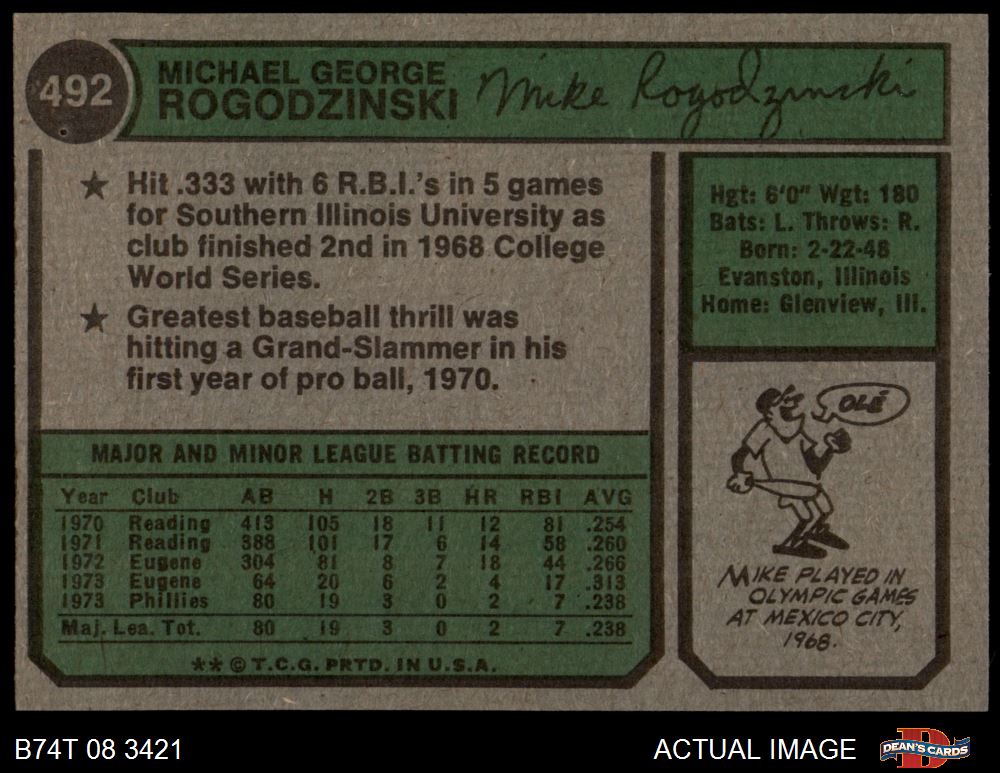 492
MICHAEL GEORGE
ROGODZINSKI
Mike Rogodzinski
★ Hit .333 with 6 R.B.I.'s in 5 games
for Southern Illinois University as
club finished 2nd in 1968 College
World Series.
★ Greatest baseball thrill was
hitting a Grand-Slammer in his
first year of pro ball, 1970.
Hgt: 6'0" Wgt: 180
Bats: L. Throws: R.
Born: 2-22-48
Evanston, Illinois
Home: Glenview, Ill.
MAJOR AND MINOR LEAGUE BATTING RECORD
Year Club AB H 2B 3B HR RBI AVG
1970 Reading 413 105 18 11 12 81 .254
1971 Reading 388 101 17 6 14 58 .260
1972 Eugene 304 81 8 7 18 44 .266
1973 Eugene 64 20 6 2 4 17 .313
1973 Phillies 80 19 3 0 2 7 .238
Maj. Lea. Tot. 80 19 3 0 2 7 .238
** © T.C.G. PRTD. IN U.S.A.
OLÉ
MIKE PLAYED IN
OLYMPIC GAMES
AT MEXICO CITY,
1968.
B74T 08 3421
ACTUAL IMAGE
DEAN'S CARDS